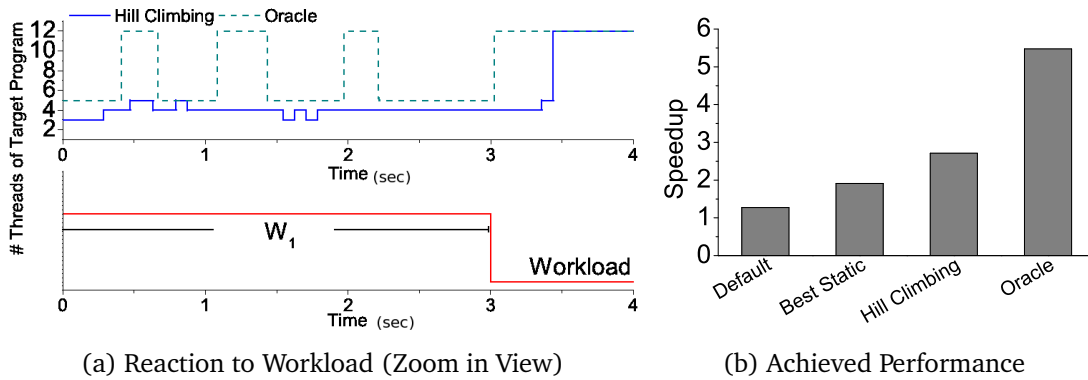 Hill Climbing Oracle
# Threads of Target Program
12
10
8
6
4
2
0 1 2 3 4
Time (sec)
W1
Workload
0 1 2 3 4
Time (sec)
(a) Reaction to Workload (Zoom in View)
Speedup
6
5
4
3
2
1
0
Default
Best Static
Hill Climbing
Oracle
(b) Achieved Performance